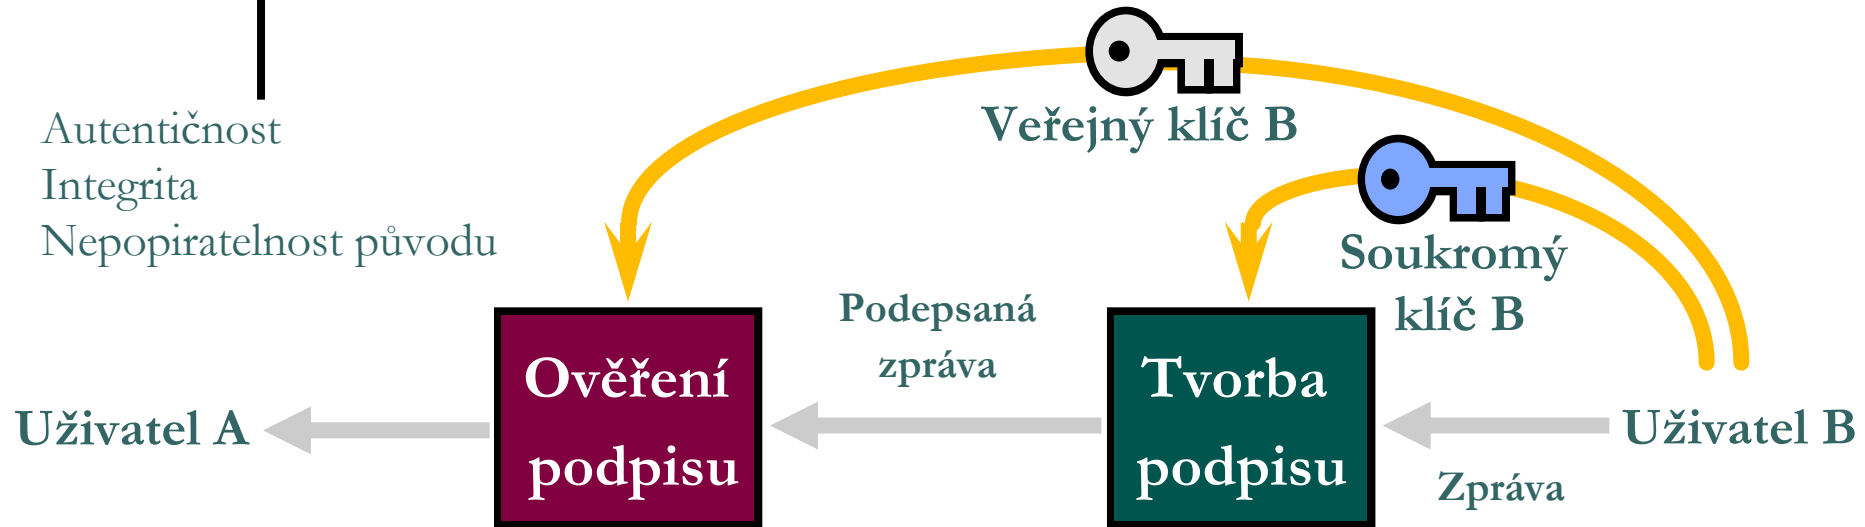 Autentičnost
Integrita
Nepopiratelnost původu
Veřejný klíč B
Soukromý
klíč B
Podepsaná
zpráva
Ověření
podpisu
Tvorba
podpisu
Uživatel A
Uživatel B
Zpráva